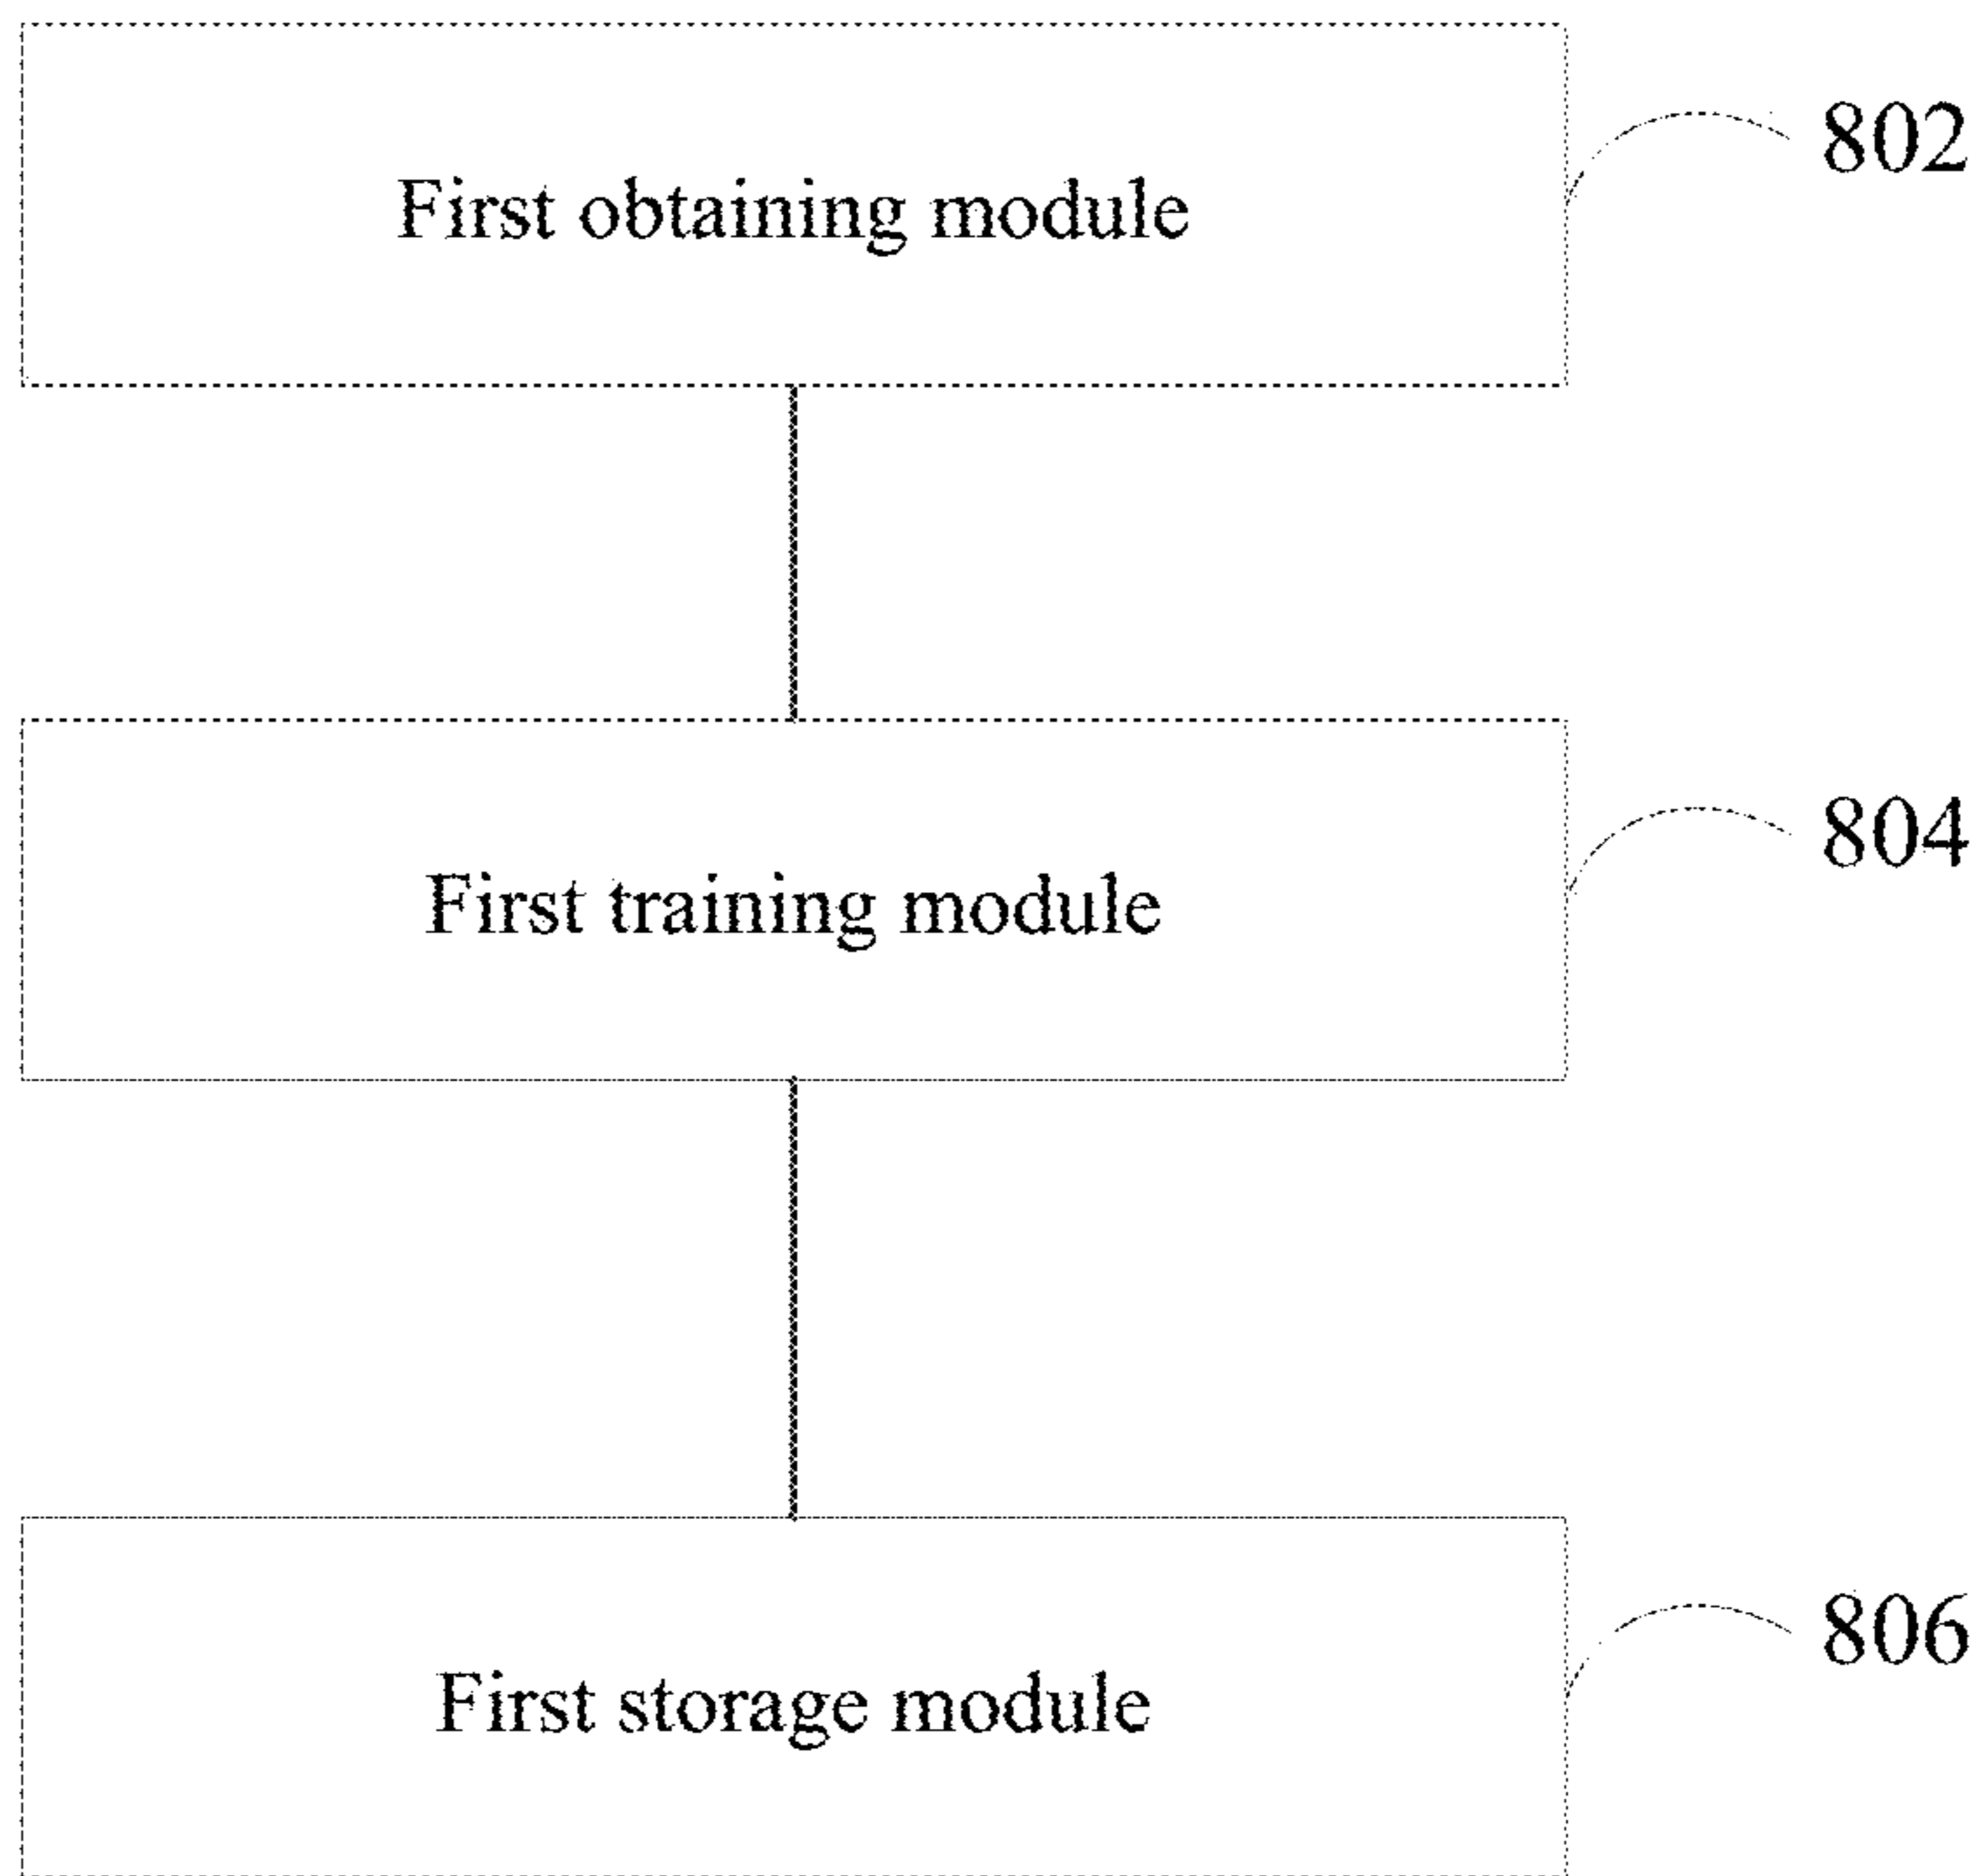 802
First obtaining module
804
First training module
806
First storage module